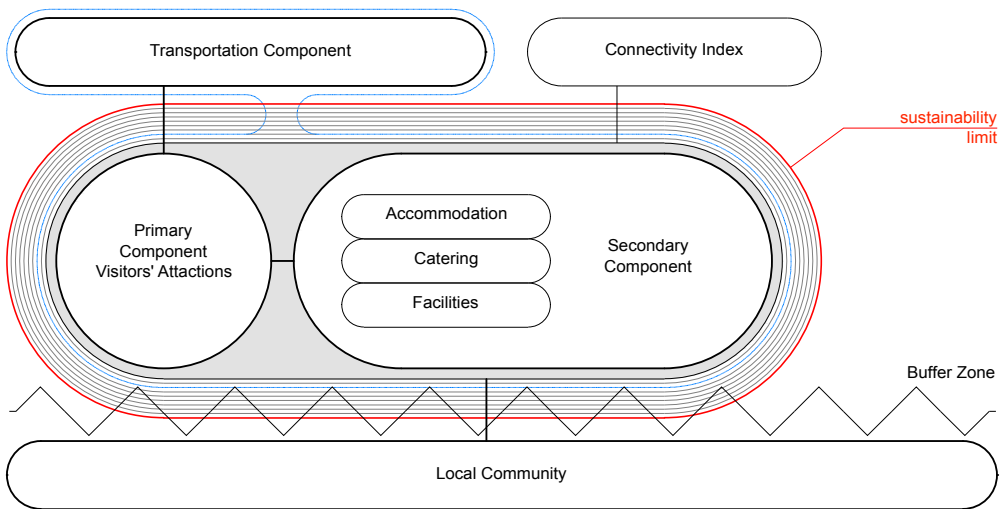 Transportation Component
Connectivity Index
sustainability
limit
Primary
Component
Visitors' Attactions
Accommodation
Catering
Facilities
Secondary
Component
Buffer Zone
Local Community